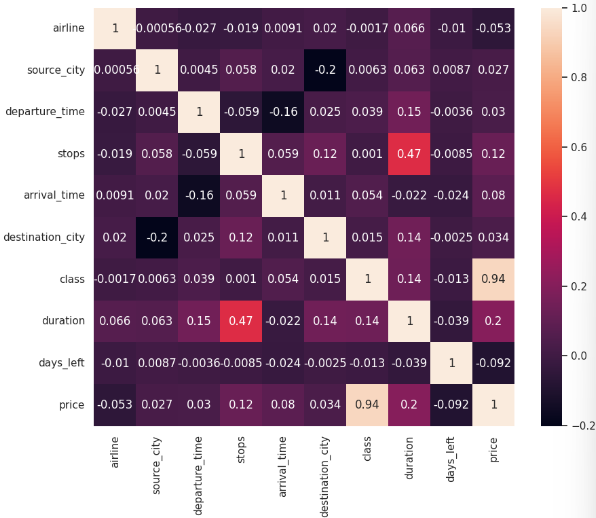 airline 1 0.00056 -0.027 -0.019 0.0091 0.02 -0.0017 0.066 -0.01 -0.053
source_city 0.00056 1 0.0045 0.058 0.02 -0.2 0.0063 0.063 0.0087 0.027
departure_time -0.027 0.0045 1 -0.059 -0.16 0.025 0.039 0.15 -0.0036 0.03
stops -0.019 0.058 -0.059 1 0.059 0.12 0.001 0.47 -0.0085 0.12
arrival_time 0.0091 0.02 -0.16 0.059 1 0.011 0.054 -0.022 -0.024 0.08
destination_city 0.02 -0.2 0.025 0.12 0.011 1 0.015 0.14 -0.0025 0.034
class -0.0017 0.0063 0.039 0.001 0.054 0.015 1 0.14 -0.013 0.94
duration 0.066 0.063 0.15 0.47 -0.022 0.14 0.14 1 -0.039 0.2
days_left -0.01 0.0087 -0.0036 -0.0085 -0.024 -0.0025 -0.013 -0.039 1 -0.092
price -0.053 0.027 0.03 0.12 0.08 0.034 0.94 0.2 -0.092 1
airline
source_city
departure_time
stops
arrival_time
destination_city
class
duration
days_left
price
1.0
0.8
0.6
0.4
0.2
0.0
−0.2